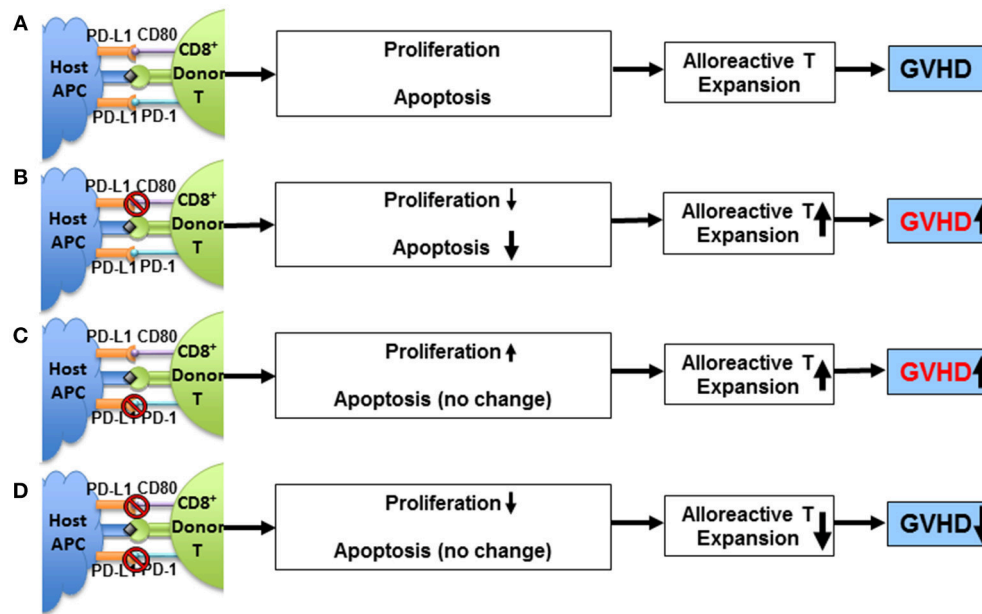 A
PD-L1 CD80
Host
APC
CD8+
Donor
T
PD-L1 PD-1
Proliferation
Apoptosis
Alloreactive T
Expansion
GVHD
B
PD-L1 CD80
Host
APC
CD8+
Donor
T
PD-L1 PD-1
Proliferation
Apoptosis
Alloreactive T
Expansion
GVHD
C
PD-L1 CD80
Host
APC
CD8+
Donor
T
PD-L1 PD-1
Proliferation
Apoptosis (no change)
Alloreactive T
Expansion
GVHD
D
PD-L1 CD80
Host
APC
CD8+
Donor
T
PD-L1 PD-1
Proliferation
Apoptosis (no change)
Alloreactive T
Expansion
GVHD